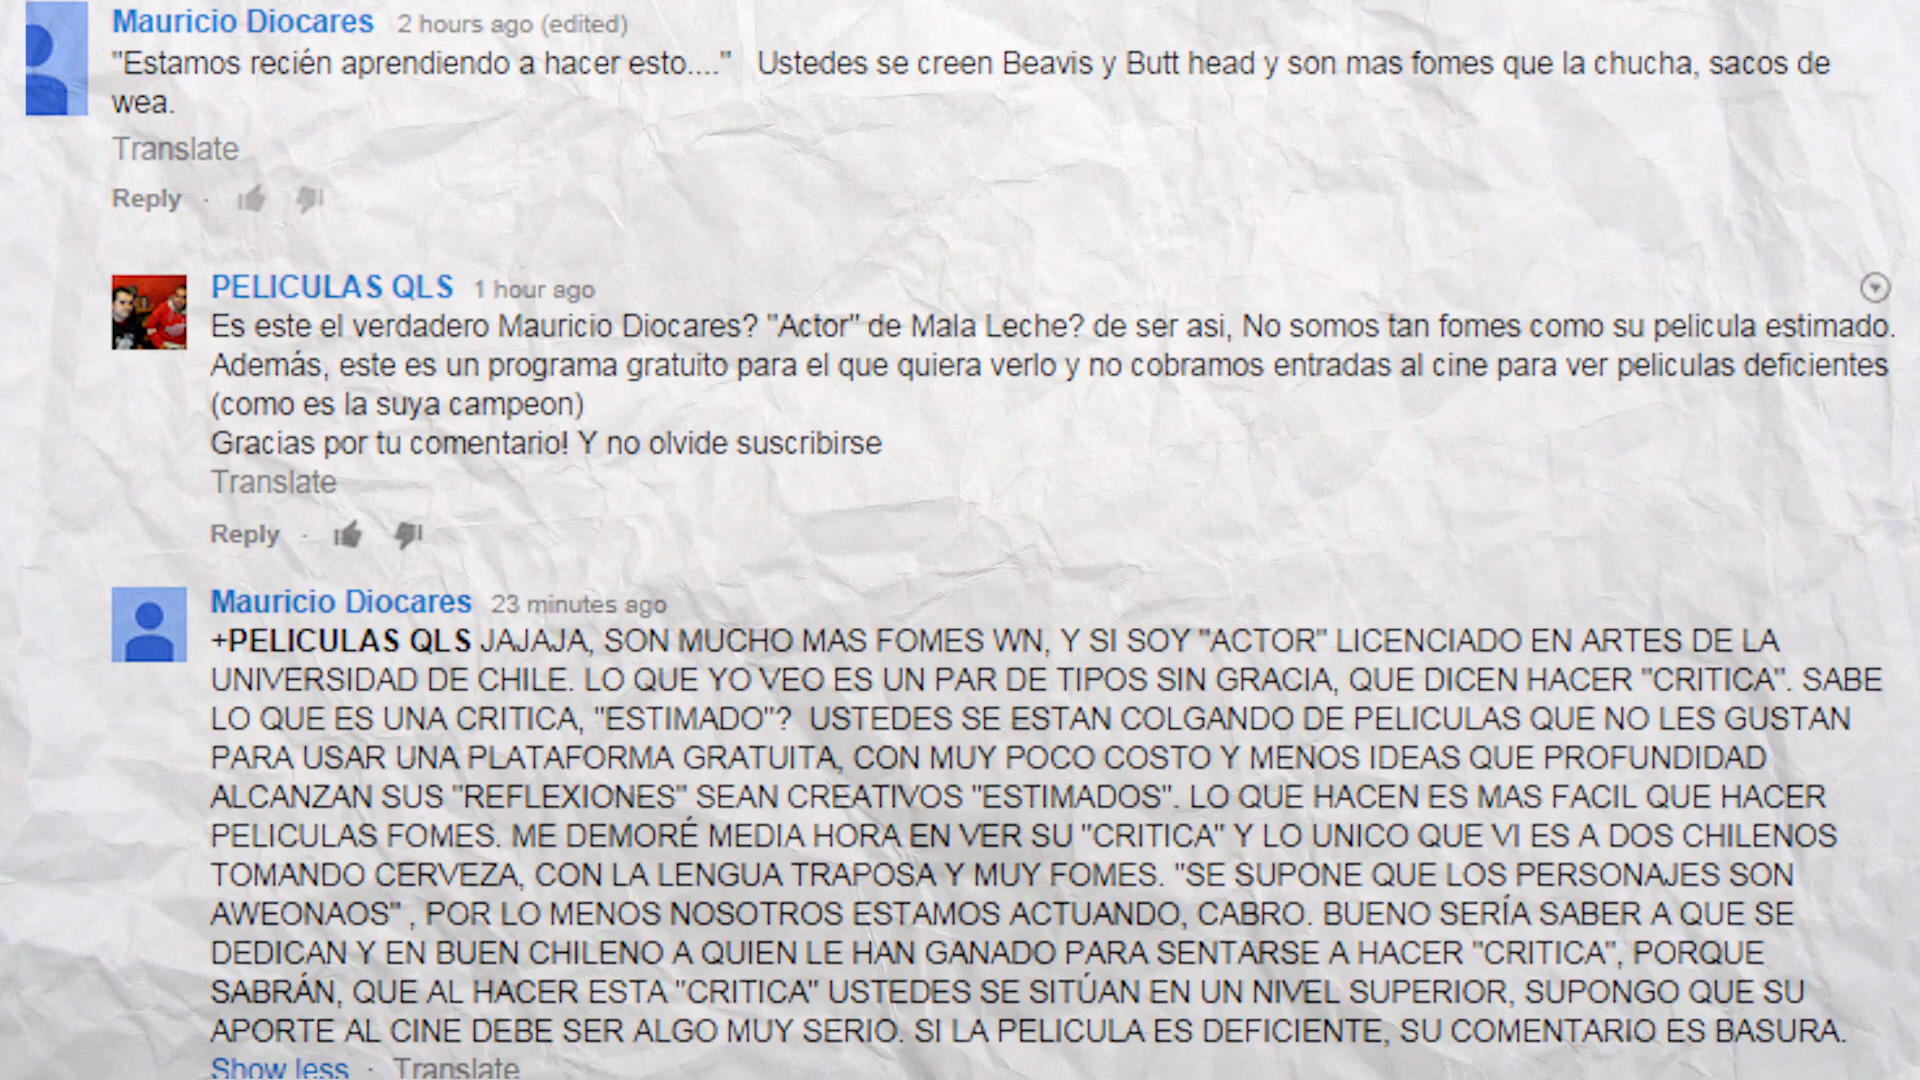 Mauricio Diocares 2 hours ago (edited)
"Estamos recién aprendiendo a hacer esto...." Ustedes se creen Beavis y Butt head y son mas fomes que la chucha, sacos de
wea.
Translate
Reply ·
PELICULAS QLS 1 hour ago
Es este el verdadero Mauricio Diocares? "Actor" de Mala Leche? de ser asi, No somos tan fomes como su pelicula estimado.
Además, este es un programa gratuito para el que quiera verlo y no cobramos entradas al cine para ver peliculas deficientes
(como es la suya campeon)
Gracias por tu comentario! Y no olvide suscribirse
Translate
Reply ·
Mauricio Diocares 23 minutes ago
+PELICULAS QLS JAJAJA, SON MUCHO MAS FOMES WN, Y SI SOY "ACTOR" LICENCIADO EN ARTES DE LA
UNIVERSIDAD DE CHILE. LO QUE YO VEO ES UN PAR DE TIPOS SIN GRACIA, QUE DICEN HACER "CRITICA". SABE
LO QUE ES UNA CRITICA, "ESTIMADO"? USTEDES SE ESTAN COLGANDO DE PELICULAS QUE NO LES GUSTAN
PARA USAR UNA PLATAFORMA GRATUITA, CON MUY POCO COSTO Y MENOS IDEAS QUE PROFUNDIDAD
ALCANZAN SUS "REFLEXIONES" SEAN CREATIVOS "ESTIMADOS". LO QUE HACEN ES MAS FACIL QUE HACER
PELICULAS FOMES. ME DEMORÉ MEDIA HORA EN VER SU "CRITICA" Y LO UNICO QUE VI ES A DOS CHILENOS
TOMANDO CERVEZA, CON LA LENGUA TRAPOSA Y MUY FOMES. "SE SUPONE QUE LOS PERSONAJES SON
AWEONAOS" , POR LO MENOS NOSOTROS ESTAMOS ACTUANDO, CABRO. BUENO SERÍA SABER A QUE SE
DEDICAN Y EN BUEN CHILENO A QUIEN LE HAN GANADO PARA SENTARSE A HACER "CRITICA", PORQUE
SABRÁN, QUE AL HACER ESTA "CRITICA" USTEDES SE SITÚAN EN UN NIVEL SUPERIOR, SUPONGO QUE SU
APORTE AL CINE DEBE SER ALGO MUY SERIO. SI LA PELICULA ES DEFICIENTE, SU COMENTARIO ES BASURA.
Show less · Translate